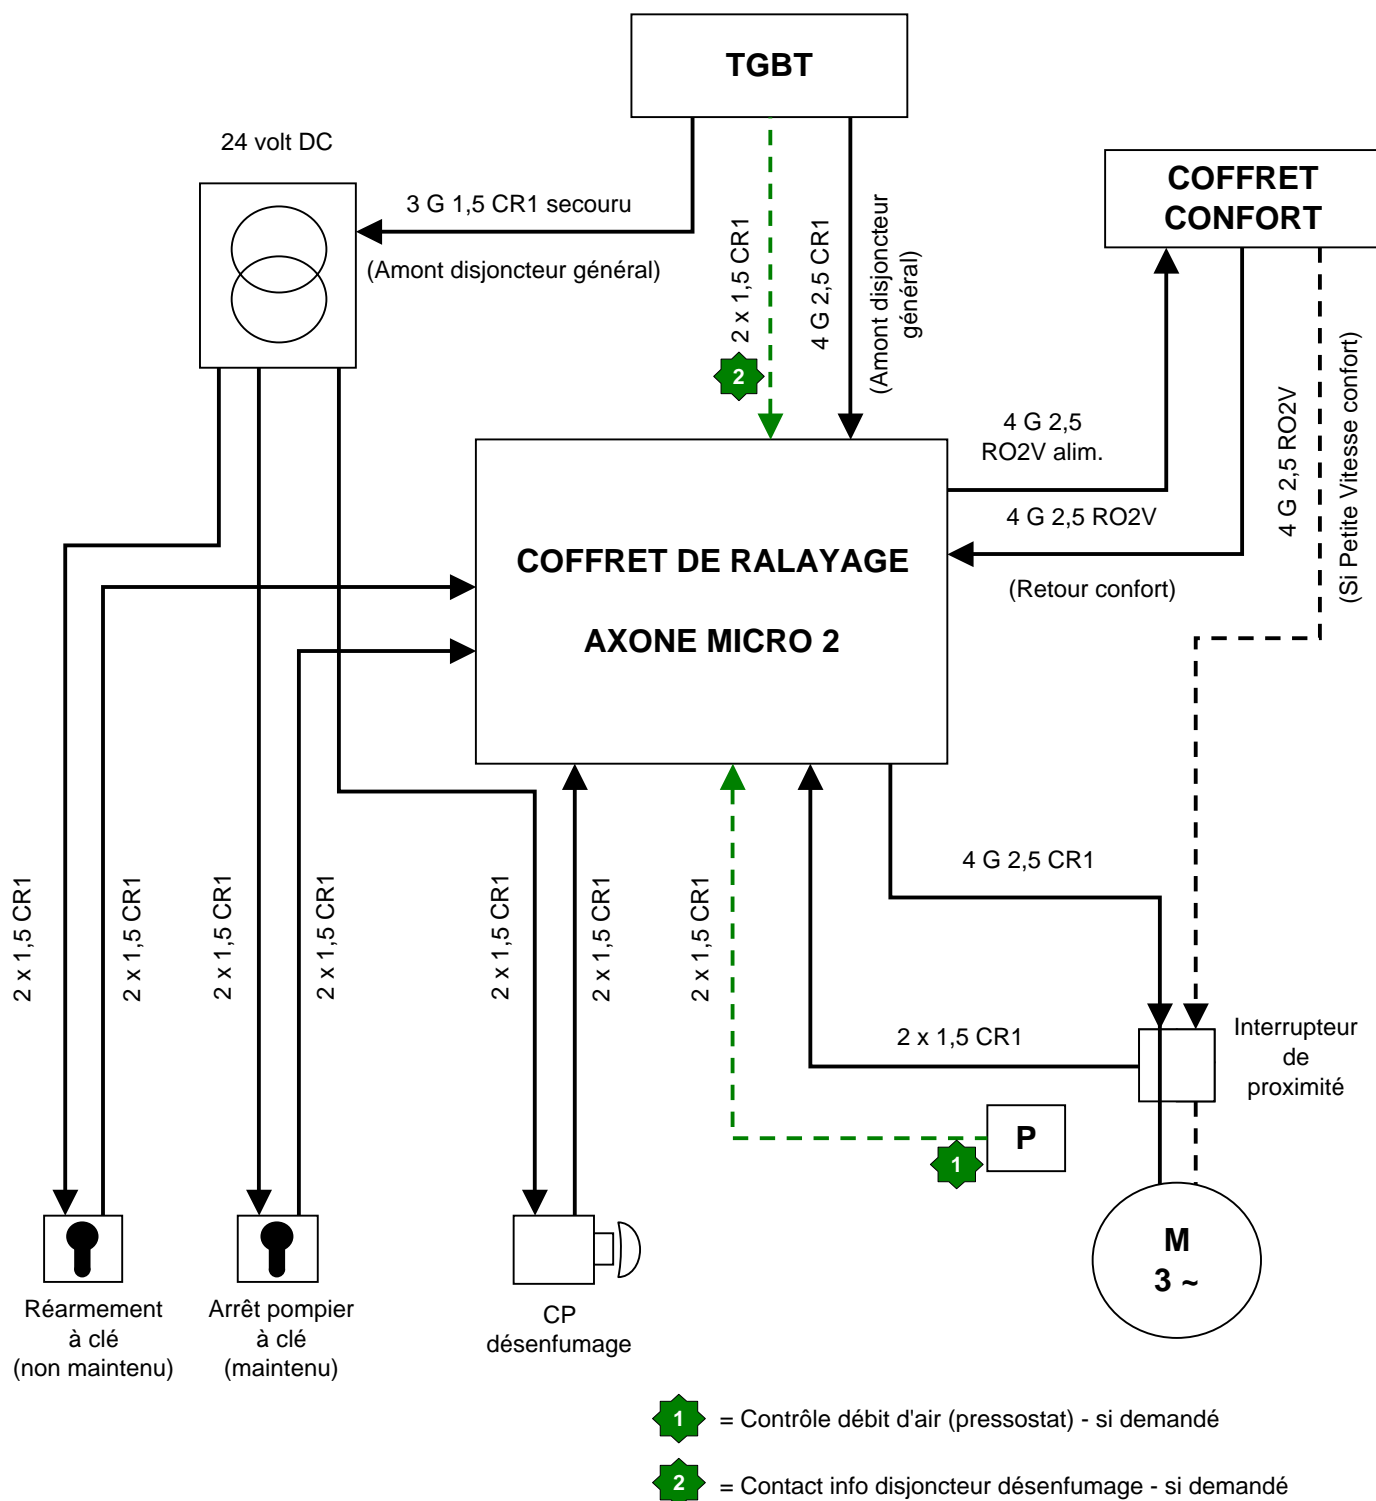 TGBT
24 volt DC
COFFRET
CONFORT
3 G 1,5 CR1 secouru
(Amont disjoncteur général)
2 x 1,5 CR1
4 G 2,5 CR1
(Amont disjoncteur
général)
2
4 G 2,5
RO2V alim.
4 G 2,5 RO2V
(Retour confort)
4 G 2,5 RO2V
(Si Petite Vitesse confort)
COFFRET DE RALAYAGE
AXONE MICRO 2
2 x 1,5 CR1
2 x 1,5 CR1
2 x 1,5 CR1
2 x 1,5 CR1
2 x 1,5 CR1
2 x 1,5 CR1
2 x 1,5 CR1
4 G 2,5 CR1
2 x 1,5 CR1
Interrupteur
de
proximité
P
1
M
3 ~
Réarmement
à clé
(non maintenu)
Arrêt pompier
à clé
(maintenu)
CP
désenfumage
1 = Contrôle débit d'air (pressostat) - si demandé
2 = Contact info disjoncteur désenfumage - si demandé